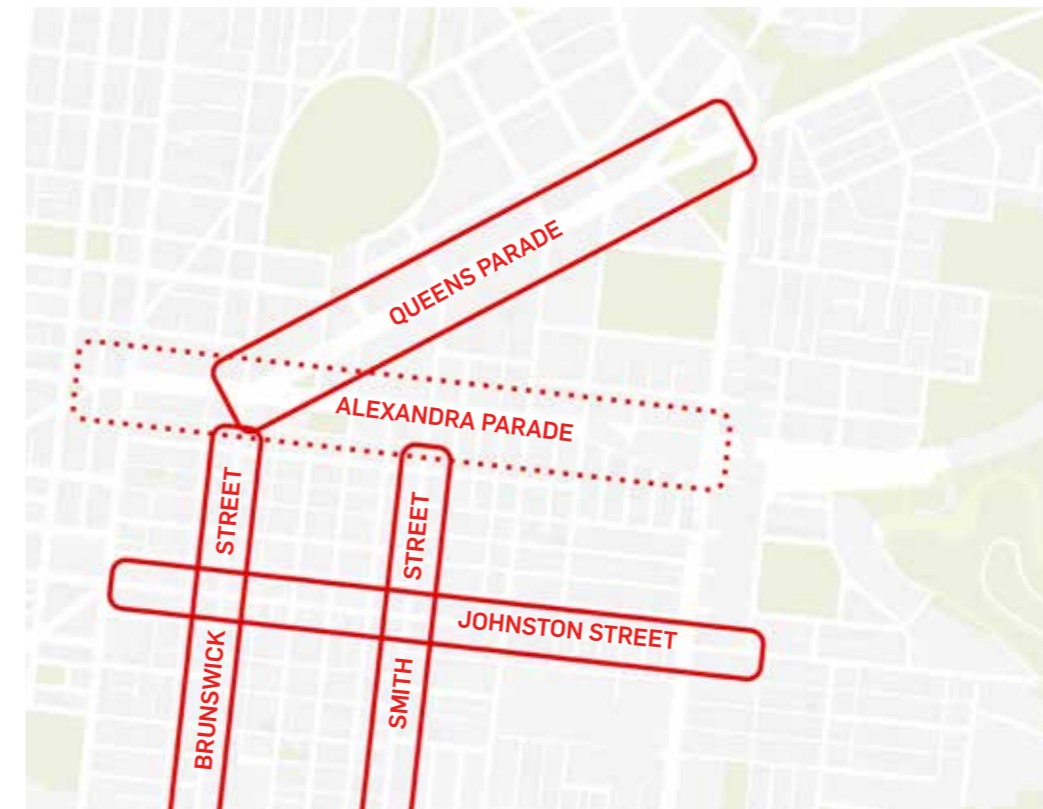 QUEENS PARADE
ALEXANDRA PARADE
BRUNSWICK STREET
SMITH STREET
JOHNSTON STREET